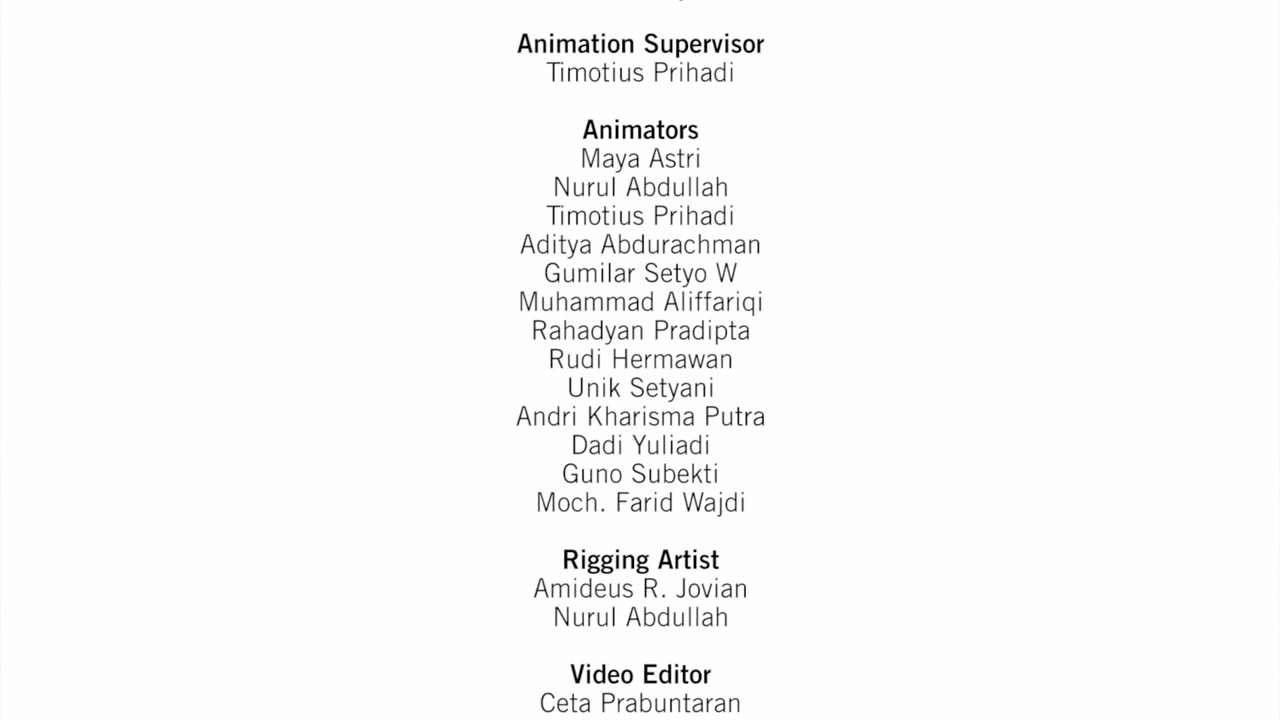 Animation Supervisor
Timotius Prihadi
Animators
Maya Astri
Nurul Abdullah
Timotius Prihadi
Aditya Abdurachman
Gumilar Setyo W
Muhammad Aliffariqi
Rahadyan Pradipta
Rudi Hermawan
Unik Setyani
Andri Kharisma Putra
Dadi Yuliadi
Guno Subekti
Moch. Farid Wajdi
Rigging Artist
Amideus R. Jovian
Nurul Abdullah
Video Editor
Ceta Prabuntaran